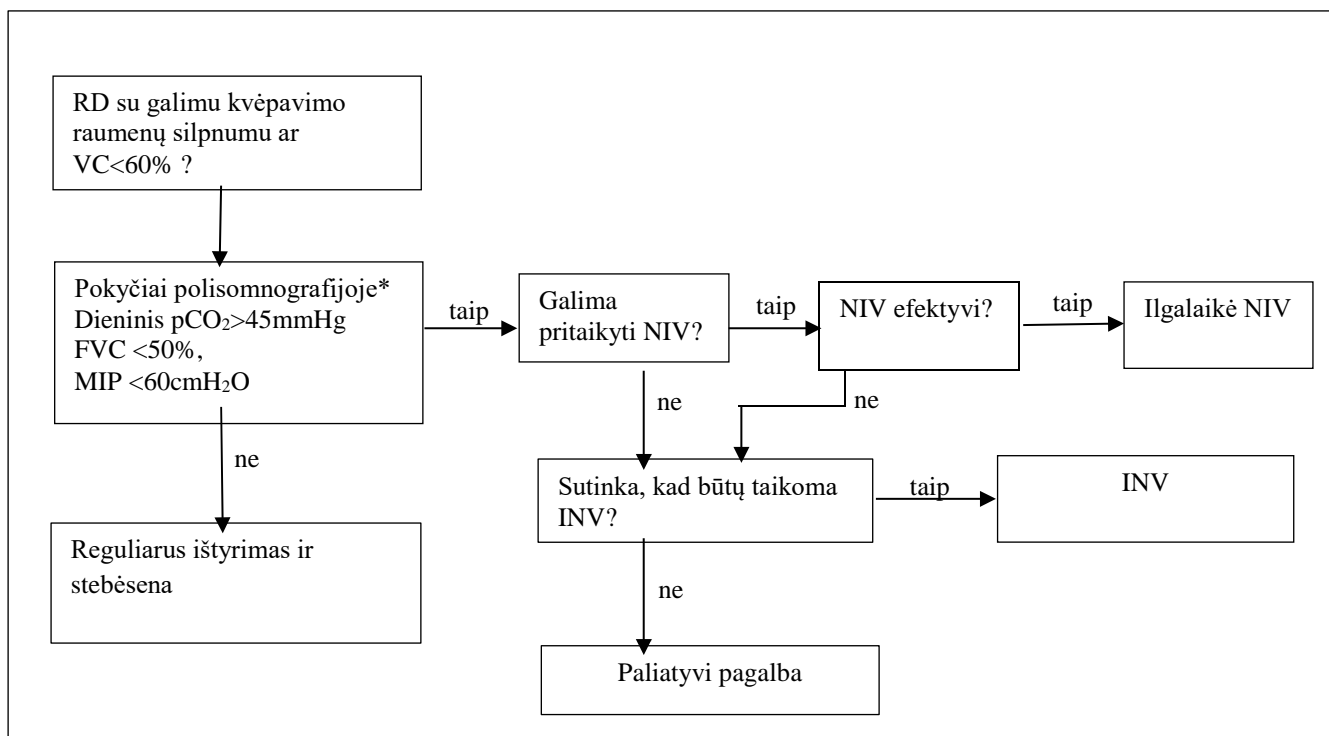 RD su galimu kvėpavimo
raumenų silpnumu ar
VC<60% ?
Pokyčiai polisomnografijoje*
Dieninis pCO₂>45mmHg
FVC <50%,
MIP <60cmH₂O
taip
Galima
pritaikyti NIV?
taip
NIV efektyvi?
taip
Ilgalaikė NIV
ne
ne
ne
Sutinka, kad būtų taikoma
INV?
taip
INV
Reguliarus ištyrimas ir
stebėsena
ne
Paliatyvi pagalba